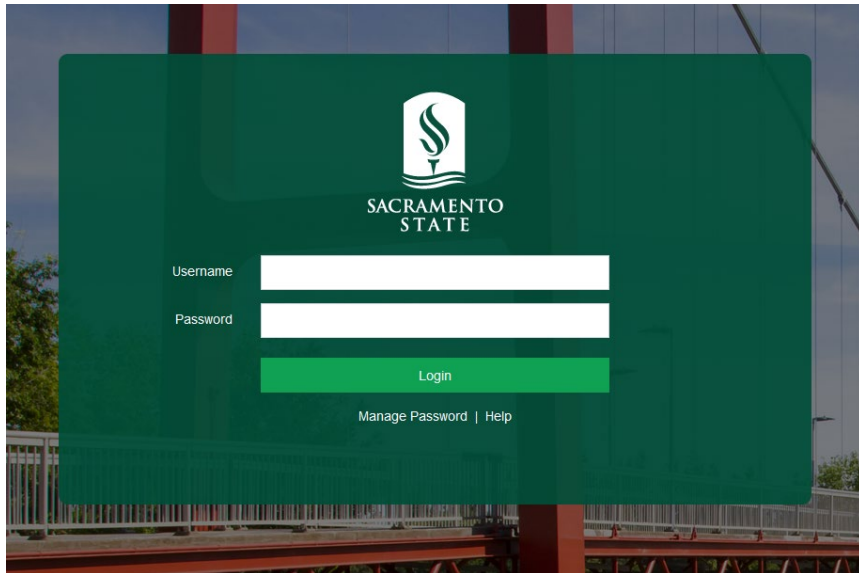 SACRAMENTO
STATE
Username
Password
Login
Manage Password | Help